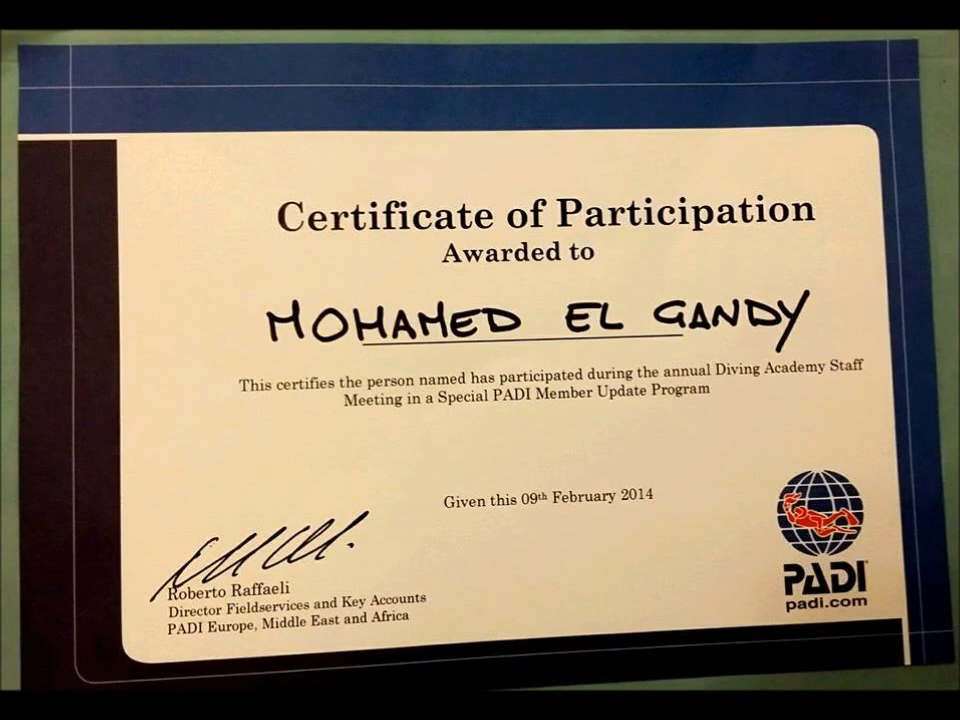 Certificate of Participation
Awarded to
MOHAMED EL GANDY
This certifies the person named has participated during the annual Diving Academy Staff
Meeting in a Special PADI Member Update Program
Given this 09th February 2014
Roberto Raffaeli
Director Fieldservices and Key Accounts
PADI Europe, Middle East and Africa
PADI
padi.com